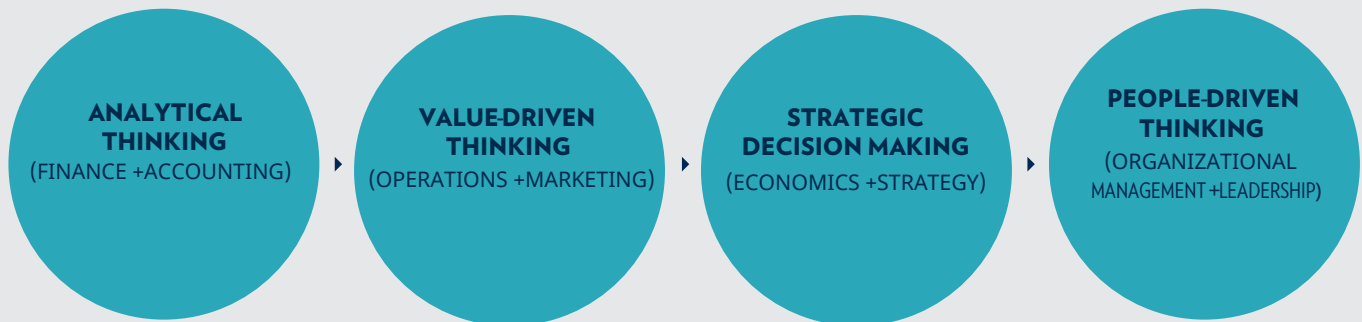 ANALYTICAL
THINKING
(FINANCE +ACCOUNTING)
VALUE-DRIVEN
THINKING
(OPERATIONS +MARKETING)
STRATEGIC
DECISION MAKING
(ECONOMICS +STRATEGY)
PEOPLE-DRIVEN
THINKING
(ORGANIZATIONAL
MANAGEMENT +LEADERSHIP)